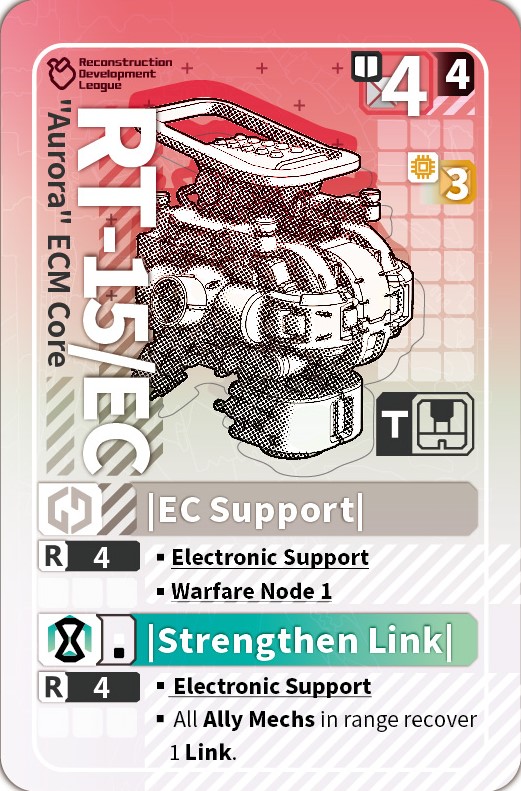 Reconstruction
Development
League
4
4
3
RT-15/EC
"Aurora" ECM Core
T
|EC Support|
R 4
▪ Electronic Support
▪ Warfare Node 1
|Strengthen Link|
R 4
▪ Electronic Support
▪ All Ally Mechs in range recover
1 Link.